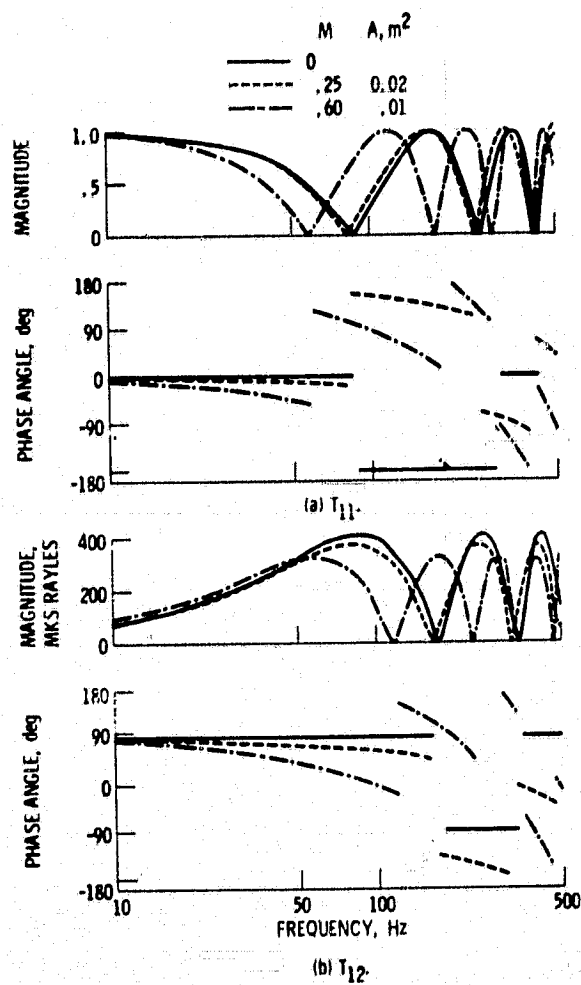 M A, m²
0
.25 0.02
.60 .01
MAGNITUDE
1.0
.5
0
PHASE ANGLE, deg
180
90
0
-90
-180
(a) T₁₁.
MAGNITUDE,
MKS RAYLES
400
200
0
PHASE ANGLE, deg
180
90
0
-90
-180
10 50 100 500
FREQUENCY, Hz
(b) T₁₂.